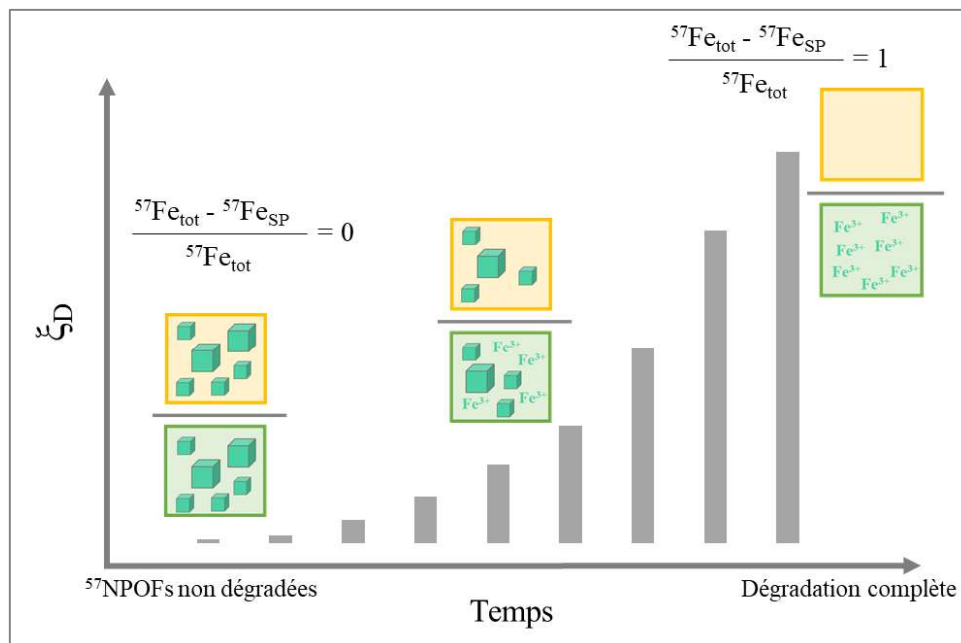 ⁵⁷Fe_tot - ⁵⁷Fe_SP
⁵⁷Fe_tot
= 1
⁵⁷Fe_tot - ⁵⁷Fe_SP
⁵⁷Fe_tot
= 0
Fe³⁺ Fe³⁺
Fe³⁺ Fe³⁺
Fe³⁺ Fe³⁺ Fe³⁺
Fe³⁺
Fe³⁺
Fe³⁺
Fe³⁺ Fe³⁺
ξ_D
⁵⁷NPOFs non dégradées
Dégradation complète
Temps